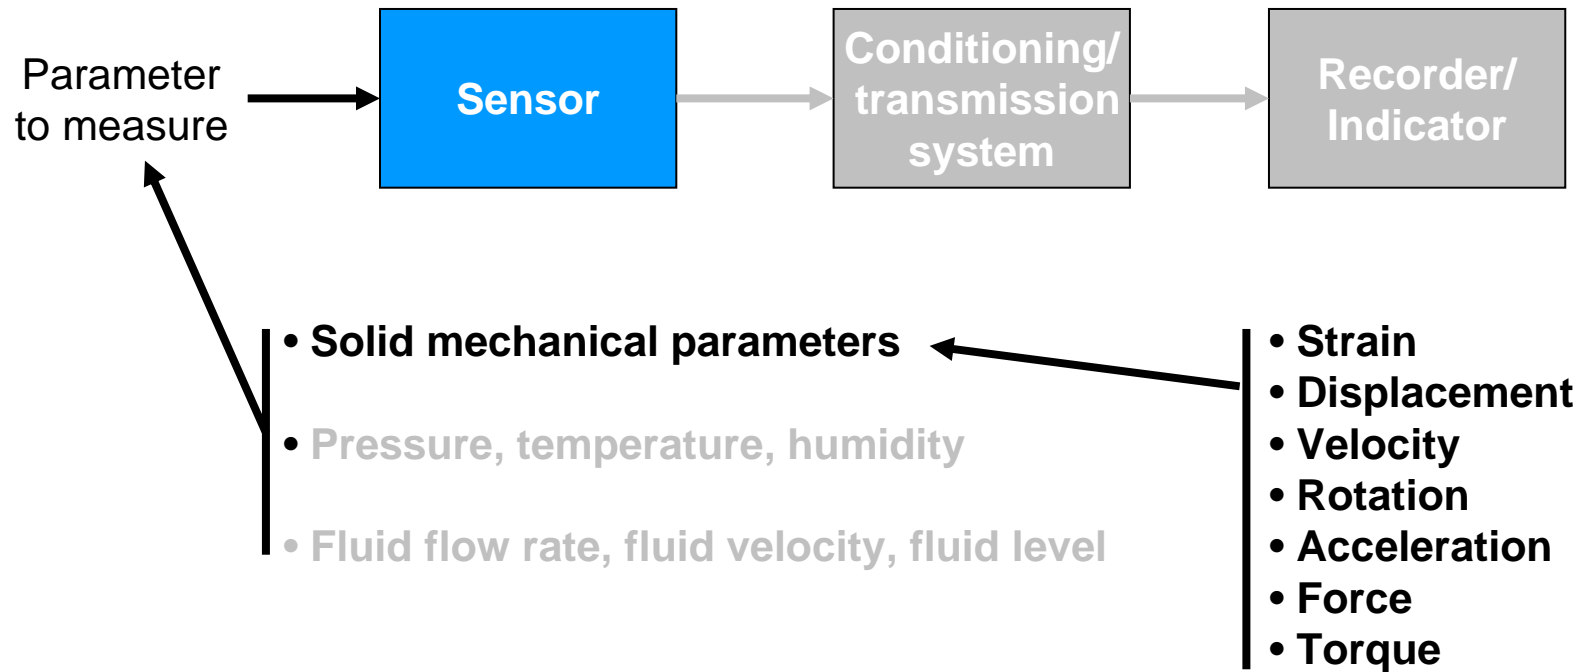 Parameter
to measure
Sensor
Conditioning/
transmission
system
Recorder/
Indicator
• Solid mechanical parameters
• Pressure, temperature, humidity
• Fluid flow rate, fluid velocity, fluid level
• Strain
• Displacement
• Velocity
• Rotation
• Acceleration
• Force
• Torque